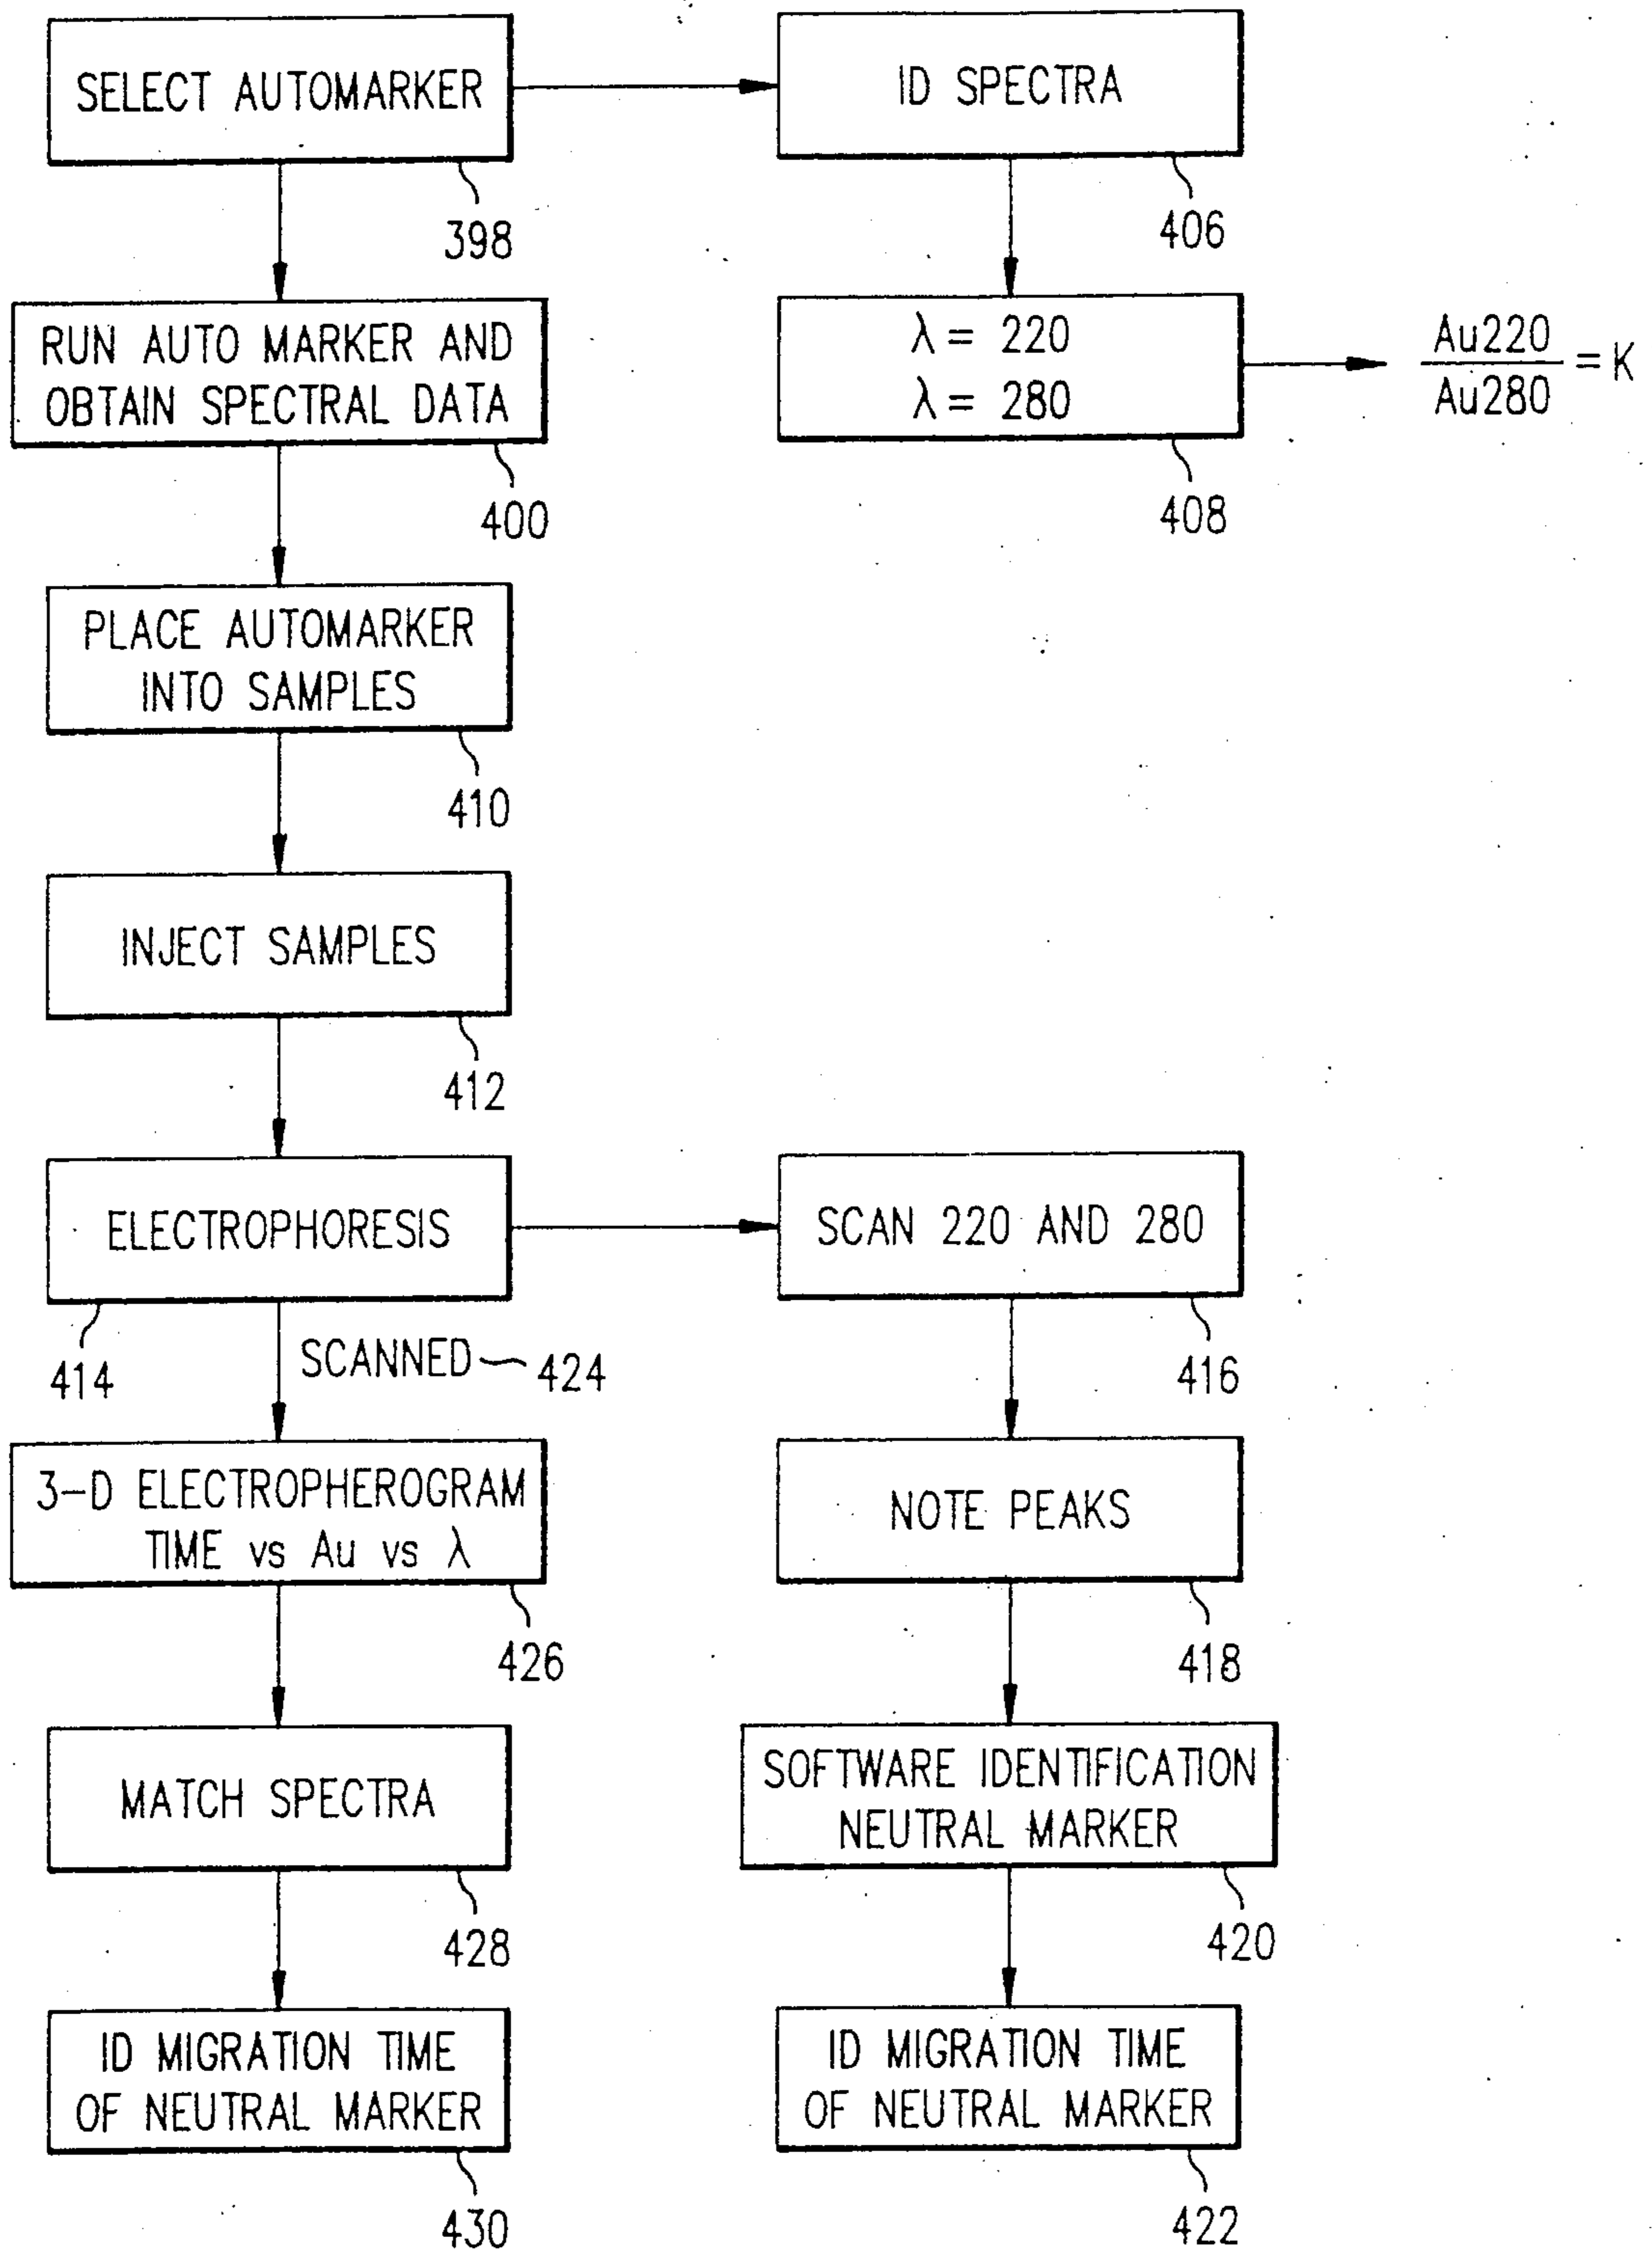 SELECT AUTOMARKER
398
ID SPECTRA
406
RUN AUTO MARKER AND
OBTAIN SPECTRAL DATA
400
λ = 220
λ = 280
408
Au220
Au280
= K
PLACE AUTOMARKER
INTO SAMPLES
410
INJECT SAMPLES
412
ELECTROPHORESIS
414
SCANNED 424
SCAN 220 AND 280
416
3-D ELECTROPHEROGRAM
TIME vs Au vs λ
426
NOTE PEAKS
418
MATCH SPECTRA
428
SOFTWARE IDENTIFICATION
NEUTRAL MARKER
420
ID MIGRATION TIME
OF NEUTRAL MARKER
430
ID MIGRATION TIME
OF NEUTRAL MARKER
422